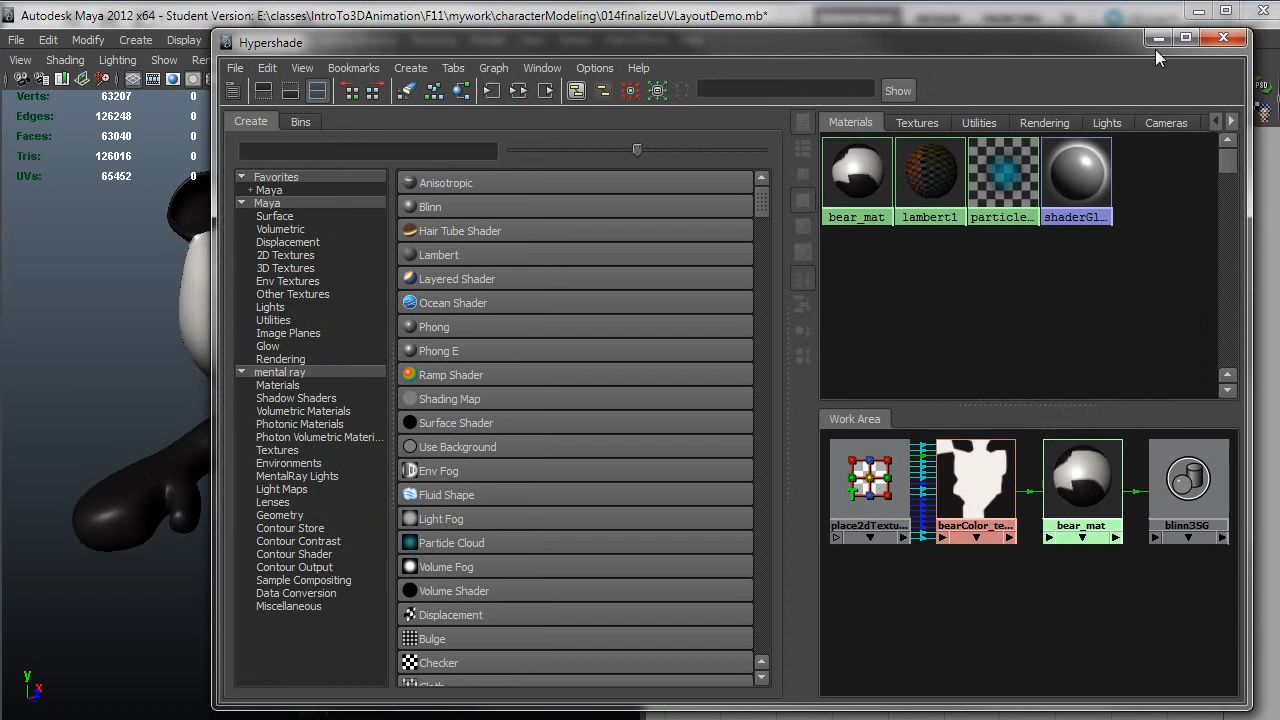 Autodesk Maya 2012 x64 - Student Version: E:\classes\IntroTo3DAnimation\F11\mywork\characterModeling\014finalizeUVLayoutDemo.mb*
File Edit Modify Create Display
View Shading Lighting Show
Verts: 63207 0
Edges: 126248 0
Faces: 63040 0
Tris: 126016 0
UVs: 65452 0
y
x
Hypershade
File Edit View Bookmarks Create Tabs Graph Window Options Help
Show
Create Bins
Favorites
+ Maya
Maya
Surface
Volumetric
Displacement
2D Textures
3D Textures
Env Textures
Other Textures
Lights
Utilities
Image Planes
Glow
Rendering
mental ray
Materials
Shadow Shaders
Volumetric Materials
Photonic Materials
Photon Volumetric Materi...
Textures
Environments
MentalRay Lights
Light Maps
Lenses
Geometry
Contour Store
Contour Contrast
Contour Shader
Contour Output
Sample Compositing
Data Conversion
Miscellaneous
Anisotropic
Blinn
Hair Tube Shader
Lambert
Layered Shader
Ocean Shader
Phong
Phong E
Ramp Shader
Shading Map
Surface Shader
Use Background
Env Fog
Fluid Shape
Light Fog
Particle Cloud
Volume Fog
Volume Shader
Displacement
Bulge
Checker
Materials Textures Utilities Rendering Lights Cameras
bear_mat lambert1 particle... shaderGl...
Work Area
place2dTextu... bearColor_te... bear_mat blinn3SG